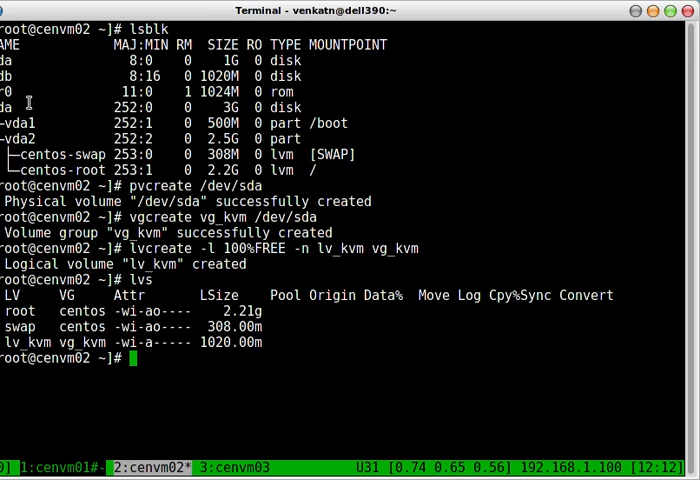 Terminal - venkatn@dell390:~
root@cenvm02 ~]# lsblk
AME MAJ:MIN RM SIZE RO TYPE MOUNTPOINT
da 8:0 0 1G 0 disk
db 8:16 0 1020M 0 disk
r0 11:0 1 1024M 0 rom
da 252:0 0 3G 0 disk
─vda1 252:1 0 500M 0 part /boot
─vda2 252:2 0 2.5G 0 part
├─centos-swap 253:0 0 308M 0 lvm [SWAP]
└─centos-root 253:1 0 2.2G 0 lvm /
root@cenvm02 ~]# pvcreate /dev/sda
Physical volume "/dev/sda" successfully created
root@cenvm02 ~]# vgcreate vg_kvm /dev/sda
Volume group "vg_kvm" successfully created
root@cenvm02 ~]# lvcreate -l 100%FREE -n lv_kvm vg_kvm
Logical volume "lv_kvm" created
root@cenvm02 ~]# lvs
LV VG Attr LSize Pool Origin Data% Move Log Cpy%Sync Convert
root centos -wi-ao---- 2.21g
swap centos -wi-ao---- 308.00m
lv_kvm vg_kvm -wi-a----- 1020.00m
root@cenvm02 ~]#
0] 1:cenvm01#- 2:cenvm02* 3:cenvm03 U31 [0.74 0.65 0.56] 192.168.1.100 [12:12]